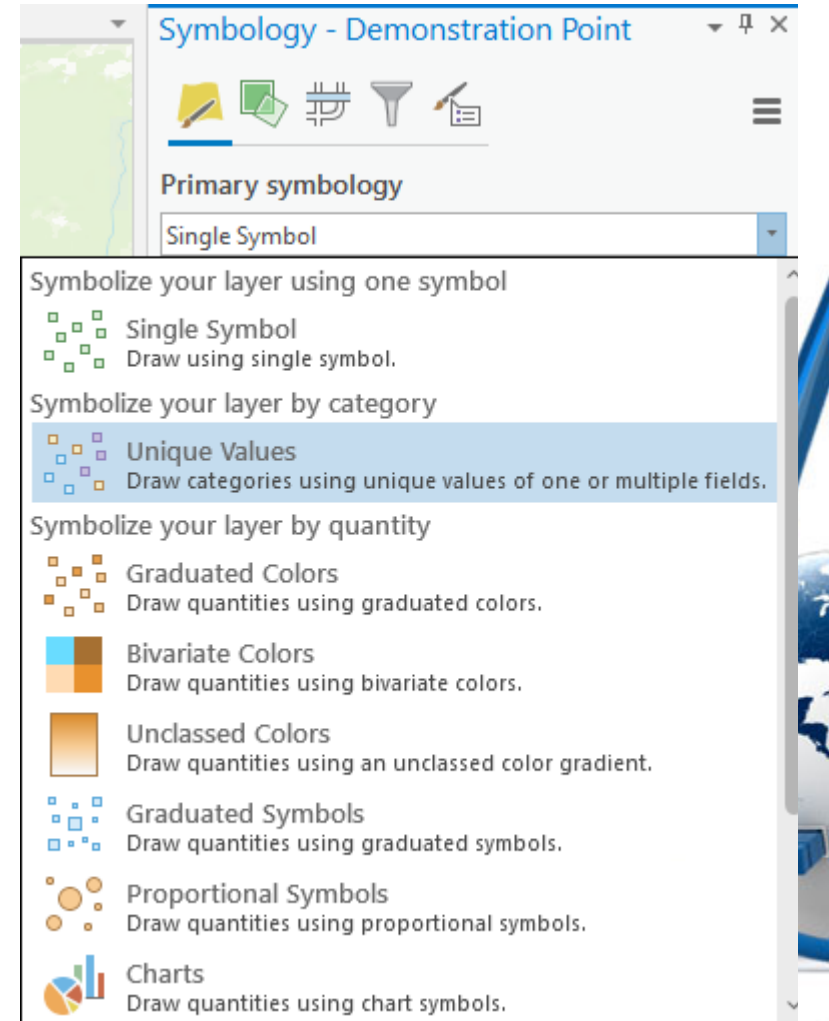 Symbology - Demonstration Point
Primary symbology
Single Symbol
Symbolize your layer using one symbol
Single Symbol
Draw using single symbol.
Symbolize your layer by category
Unique Values
Draw categories using unique values of one or multiple fields.
Symbolize your layer by quantity
Graduated Colors
Draw quantities using graduated colors.
Bivariate Colors
Draw quantities using bivariate colors.
Unclassed Colors
Draw quantities using an unclassed color gradient.
Graduated Symbols
Draw quantities using graduated symbols.
Proportional Symbols
Draw quantities using proportional symbols.
Charts
Draw quantities using chart symbols.